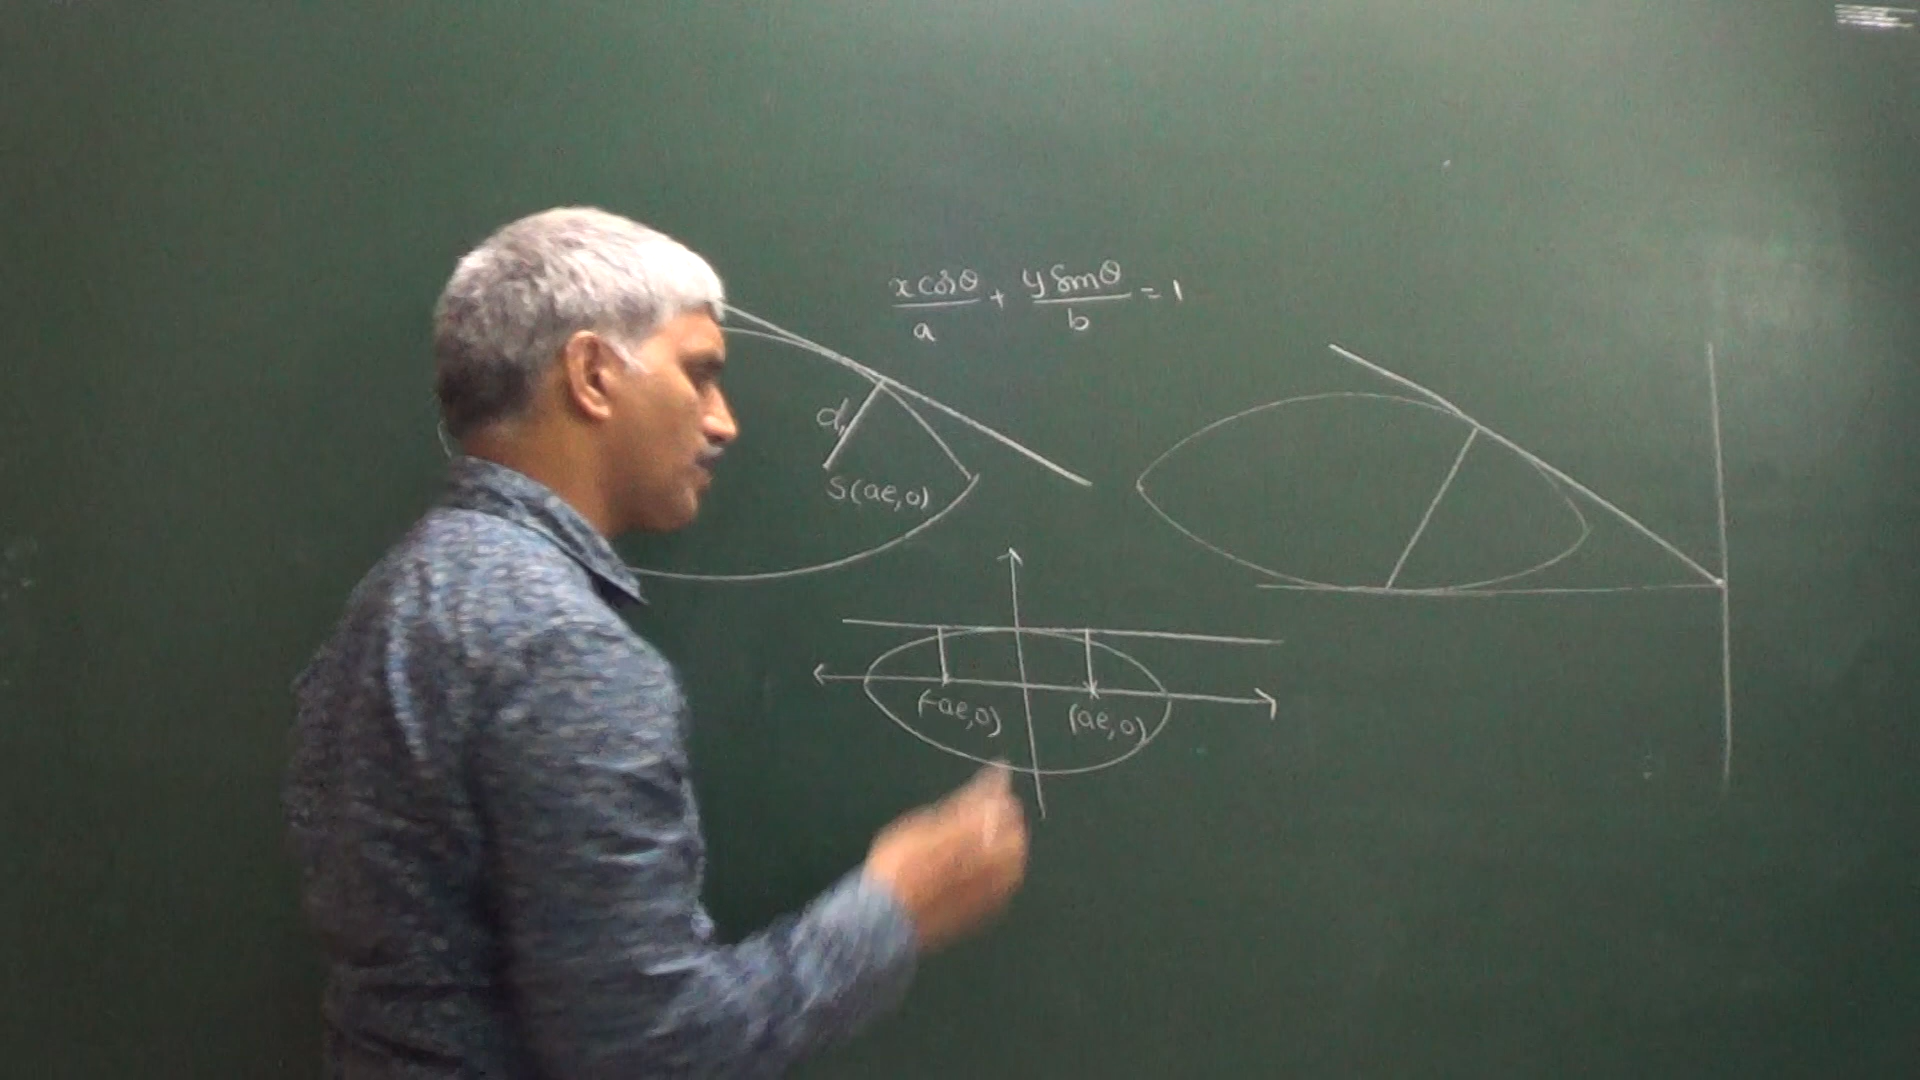 x cosθ/a + y sinθ/b = 1
d₁
S(ae,0)
(-ae,0) (ae,0)